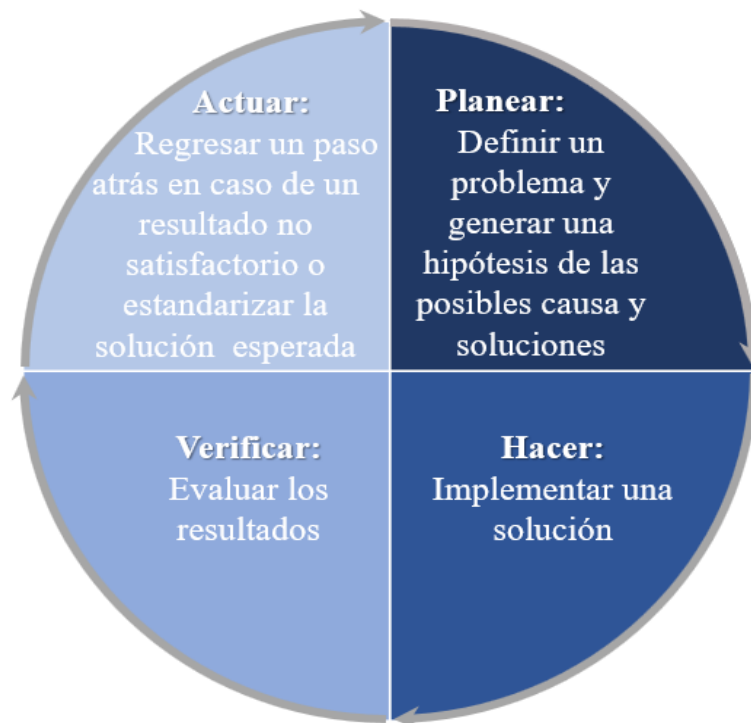 Actuar:
Regresar un paso
atrás en caso de un
resultado no
satisfactorio o
estandarizar la
solución esperada
Planear:
Definir un
problema y
generar una
hipótesis de las
posibles causa y
soluciones
Verificar:
Evaluar los
resultados
Hacer:
Implementar una
solución